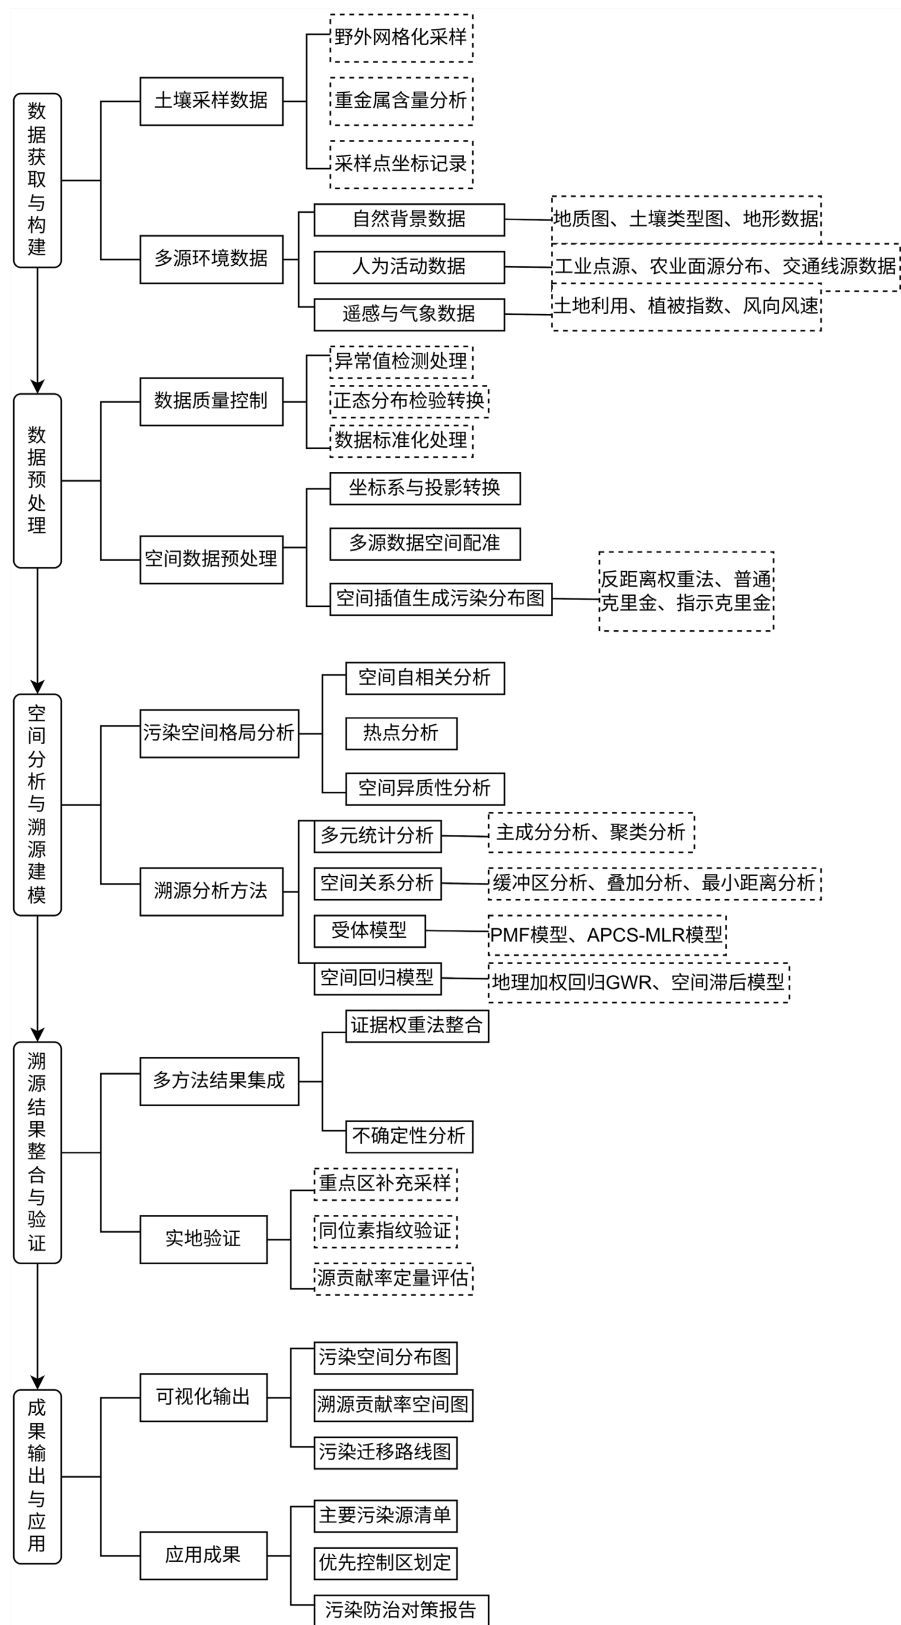 数据获取与构建
土壤采样数据
野外网格化采样
重金属含量分析
采样点坐标记录
多源环境数据
自然背景数据
地质图、土壤类型图、地形数据
人为活动数据
工业点源、农业面源分布、交通线源数据
遥感与气象数据
土地利用、植被指数、风向风速
数据预处理
数据质量控制
异常值检测处理
正态分布检验转换
数据标准化处理
空间数据预处理
坐标系与投影转换
多源数据空间配准
空间插值生成污染分布图
反距离权重法、普通
克里金、指示克里金
空间分析与溯源建模
污染空间格局分析
空间自相关分析
热点分析
空间异质性分析
溯源分析方法
多元统计分析
主成分分析、聚类分析
空间关系分析
缓冲区分析、叠加分析、最小距离分析
受体模型
PMF模型、APCS-MLR模型
空间回归模型
地理加权回归GWR、空间滞后模型
溯源结果整合与验证
多方法结果集成
证据权重法整合
不确定性分析
实地验证
重点区补充采样
同位素指纹验证
源贡献率定量评估
成果输出与应用
可视化输出
污染空间分布图
溯源贡献率空间图
污染迁移路线图
应用成果
主要污染源清单
优先控制区划定
污染防治对策报告